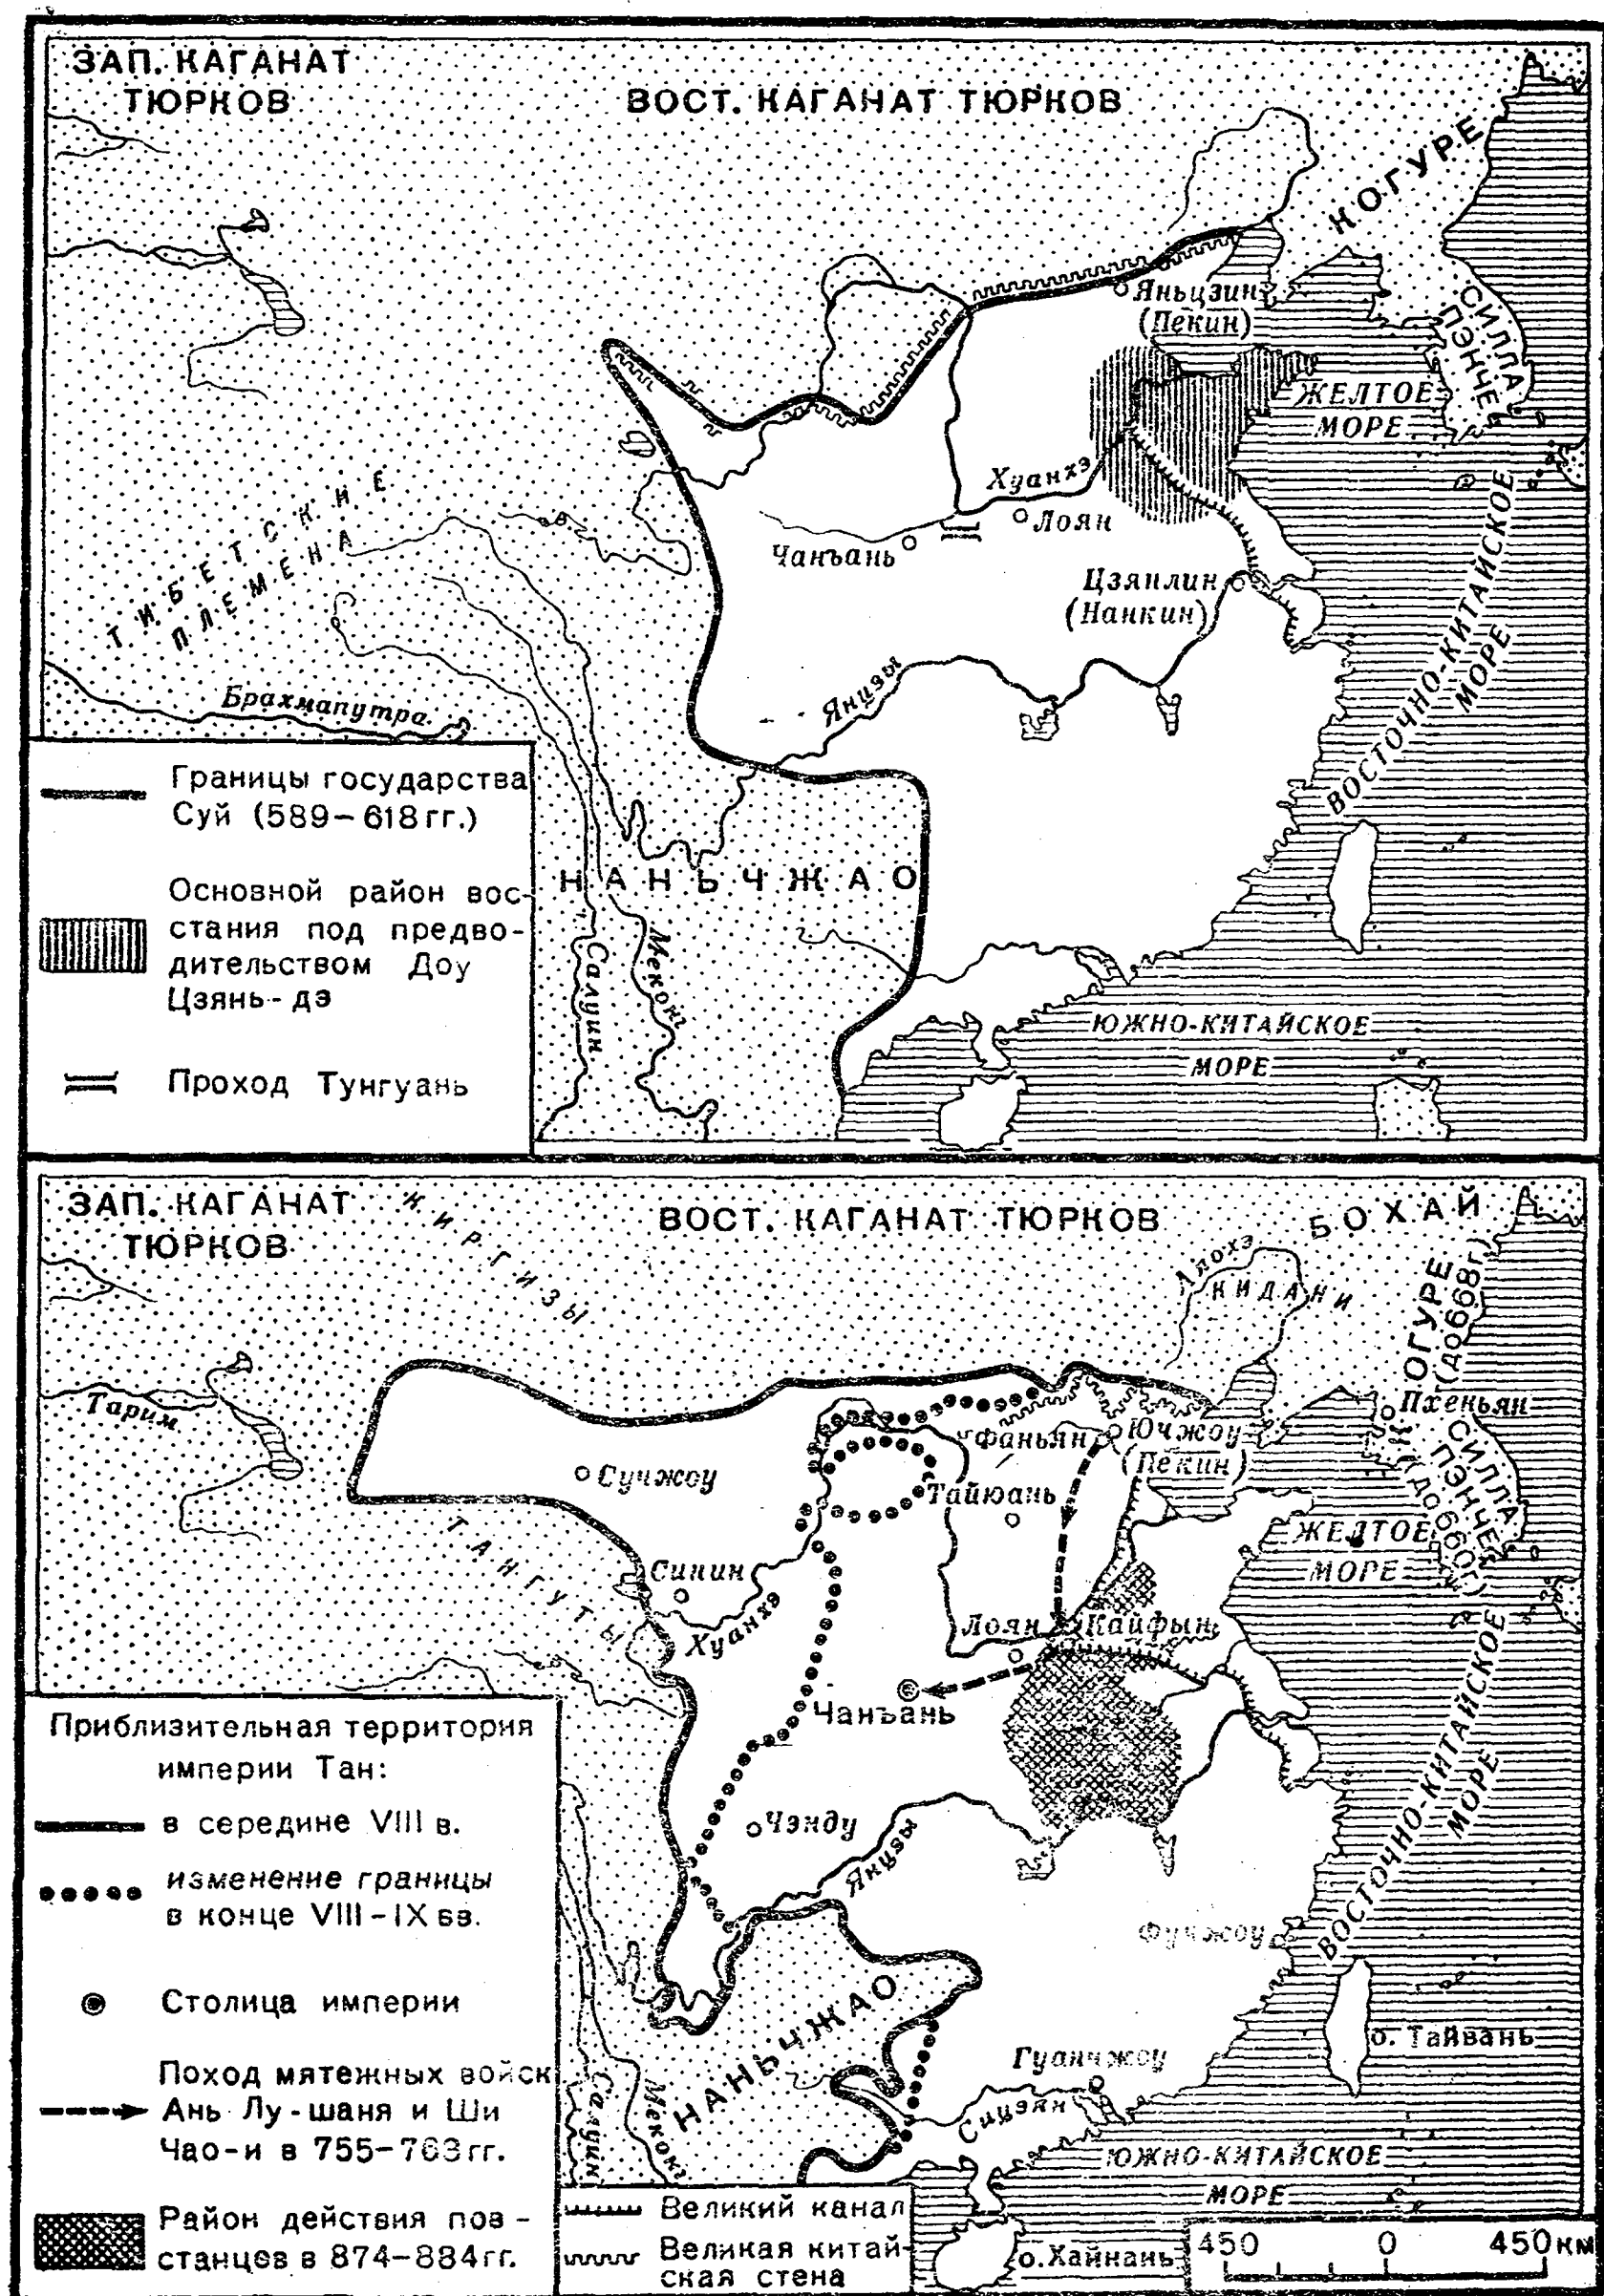 ЗАП. КАГАНАТ
ТЮРКОВ
ВОСТ. КАГАНАТ ТЮРКОВ
КОГУРЕ
Яньцзин
(Пекин)
СИЛЛА
ПЭКЧЕ
ЖЕЛТОЕ
МОРЕ
Хуанхэ
Лоян
Чанъань
ТИБЕТСКИЕ
ПЛЕМЕНА
Цзянлин
(Нанкин)
Янцзы
Брахмапутра
ВОСТОЧНО-КИТАЙСКОЕ
МОРЕ
Границы государства
Суй (589–618 гг.)
Основной район вос-
стания под предво-
дительством Доу
Цзянь-дэ
Проход Тунгуань
НАНЬЧЖАО
Салуин
Меконг
ЮЖНО-КИТАЙСКОЕ
МОРЕ
ЗАП. КАГАНАТ
ТЮРКОВ
КИРГИЗЫ
ВОСТ. КАГАНАТ ТЮРКОВ
БОХАЙ
Ляохэ
КИДАНИ
КОГУРЕ
(до 668г.)
Тарим
Пхеньян
Фаньян
Ючжоу
(Пекин)
СИЛЛА
ПЭКЧЕ
(до 660г.)
Сучжоу
Тайюань
ЖЕЛТОЕ
МОРЕ
ТАНГУТЫ
Синин
Хуанхэ
Лоян
Кайфын
Чанъань
ВОСТОЧНО-КИТАЙСКОЕ
МОРЕ
Чэнду
Янцзы
Фучжоу
НАНЬЧЖАО
о. Тайвань
Гуанчжоу
Сицзян
Салуин
Меконг
ЮЖНО-КИТАЙСКОЕ
МОРЕ
о. Хайнань
Приблизительная территория
империи Тан:
в середине VIII в.
изменение границы
в конце VIII – IX вв.
Столица империи
Поход мятежных войск
Ань Лу-шаня и Ши
Чао-и в 755–763 гг.
Район действия пов-
станцев в 874–884 гг.
Великий канал
Великая китай-
ская стена
450 0 450 км